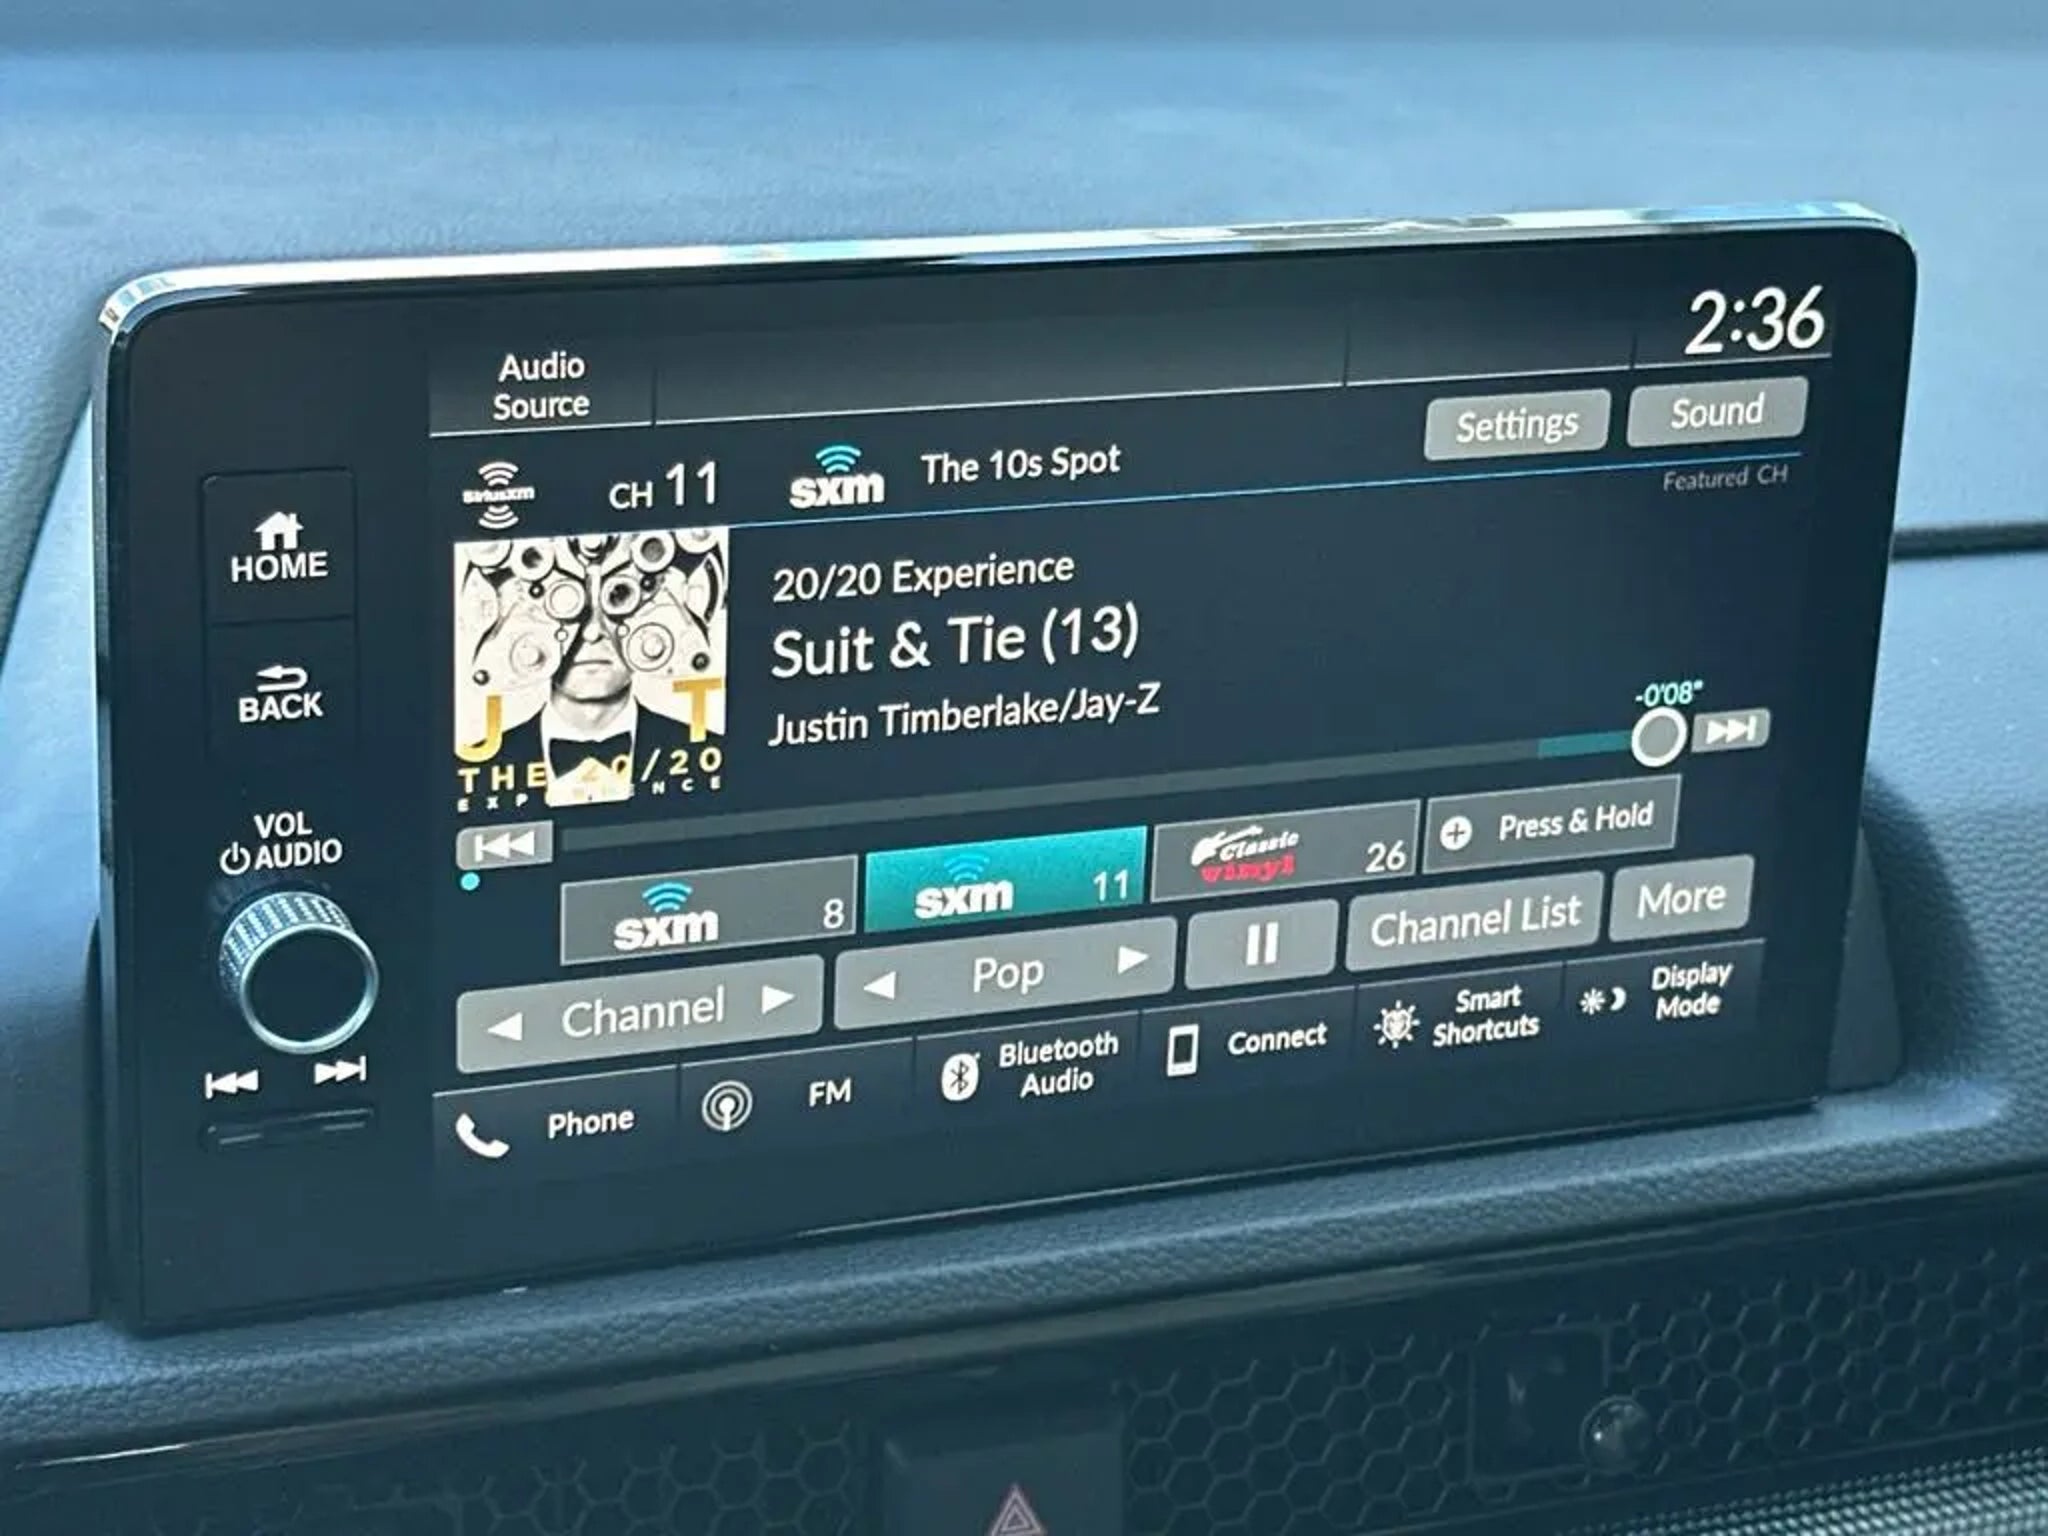 2:36
Audio
Source
Settings
Sound
SiriusXM
CH 11
sxm
The 10s Spot
Featured CH
HOME
BACK
VOL
AUDIO
J T
THE 20/20
EXPERIENCE
20/20 Experience
Suit & Tie (13)
Justin Timberlake/Jay-Z
-0'08"
sxm 8
sxm 11
Classic
vinyl
26
Press & Hold
Channel
Pop
Channel List
More
Phone
FM
Bluetooth
Audio
Connect
Smart
Shortcuts
Display
Mode